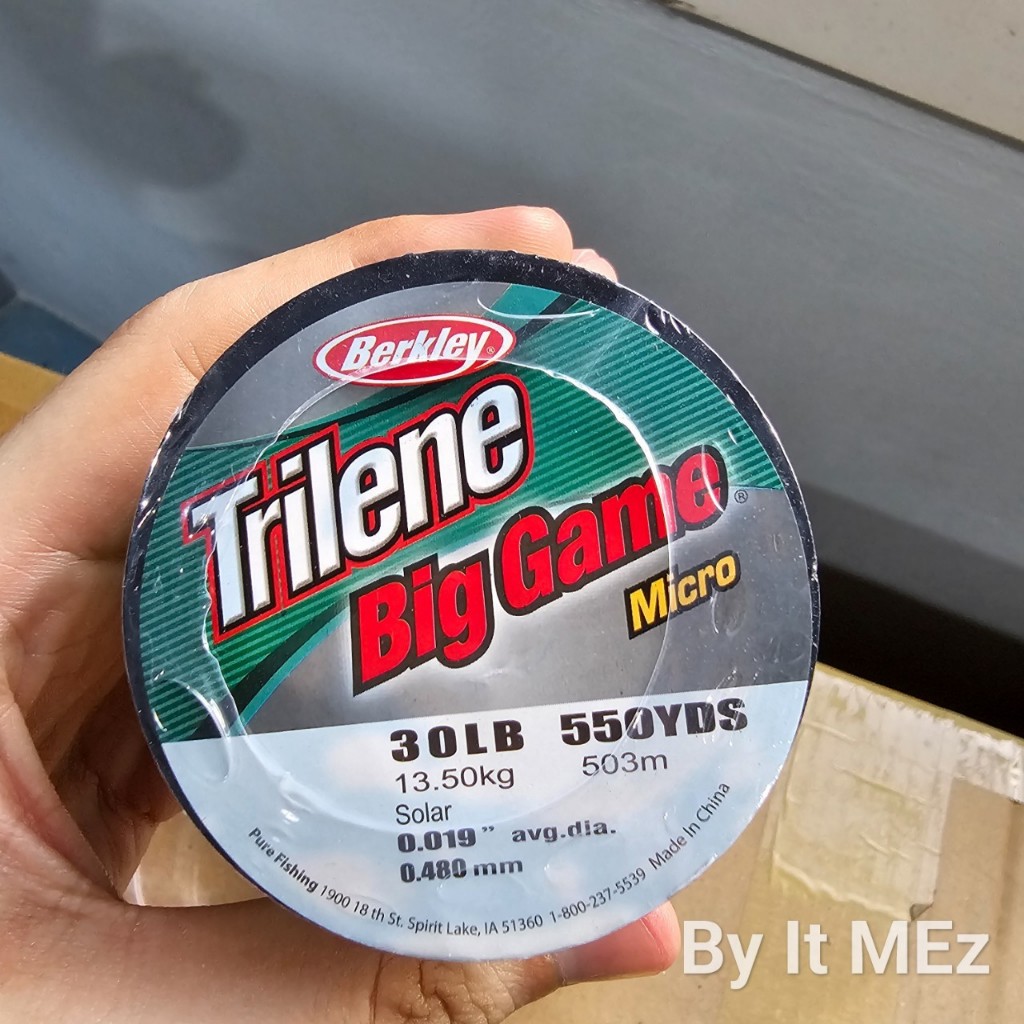 Berkley®
Trilene
Big Game®
Micro
30LB 550YDS
13.50kg 503m
Solar
0.019" avg.dia.
0.480 mm
Pure Fishing 1900 18 th St. Spirit Lake, IA 51360 1-800-237-5539 Made In China
By It MEz